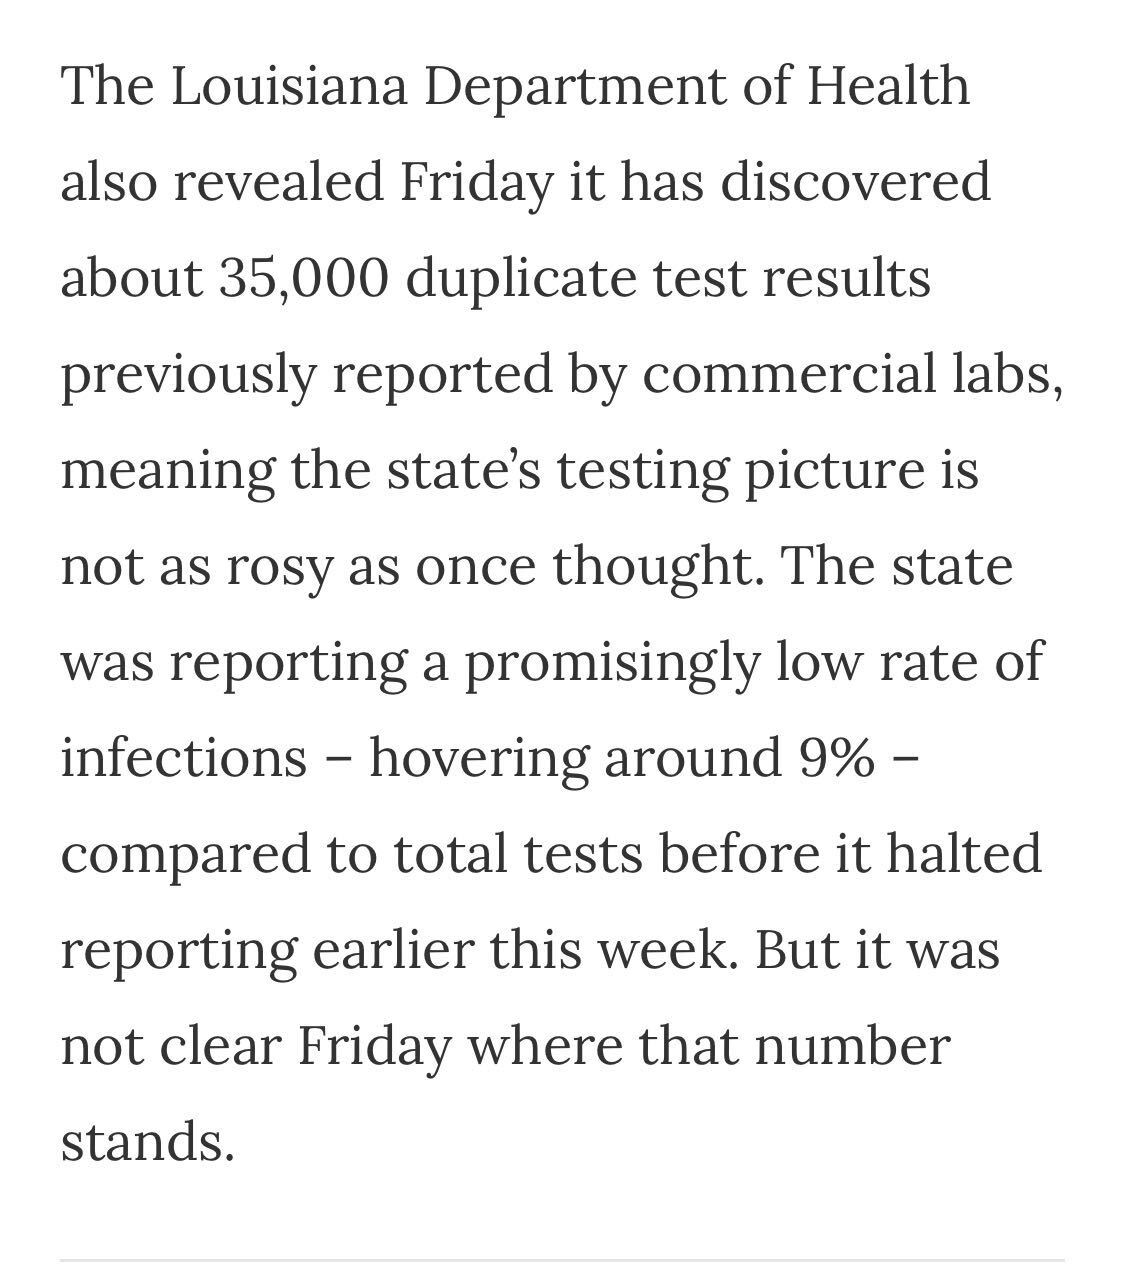 The Louisiana Department of Health
also revealed Friday it has discovered
about 35,000 duplicate test results
previously reported by commercial labs,
meaning the state’s testing picture is
not as rosy as once thought. The state
was reporting a promisingly low rate of
infections – hovering around 9% –
compared to total tests before it halted
reporting earlier this week. But it was
not clear Friday where that number
stands.